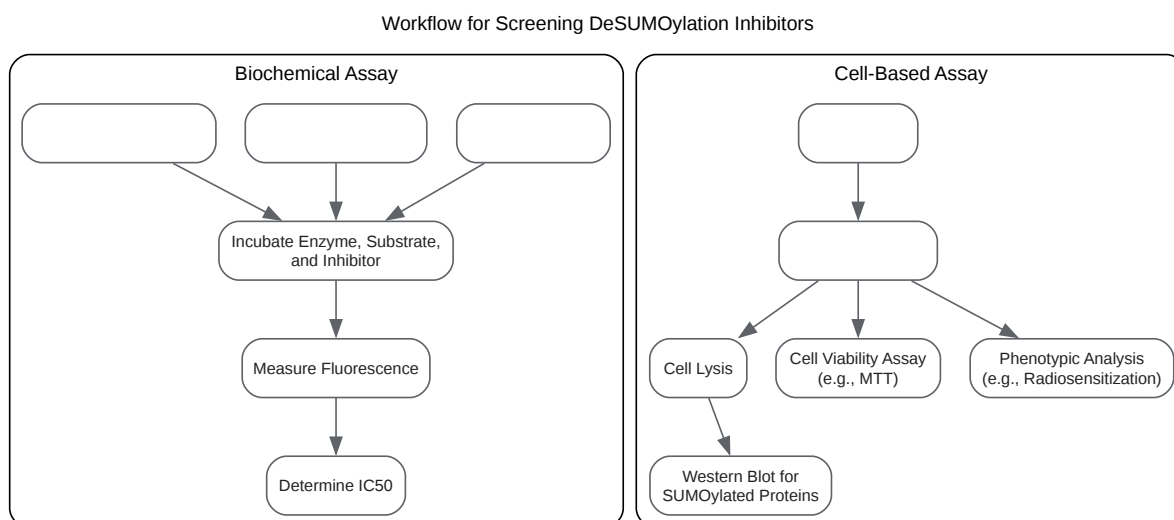 Workflow for Screening DeSUMOylation Inhibitors
Biochemical Assay
Incubate Enzyme, Substrate,
and Inhibitor
Measure Fluorescence
Determine IC50
Cell-Based Assay
Cell Lysis
Cell Viability Assay
(e.g., MTT)
Phenotypic Analysis
(e.g., Radiosensitization)
Western Blot for
SUMOylated Proteins